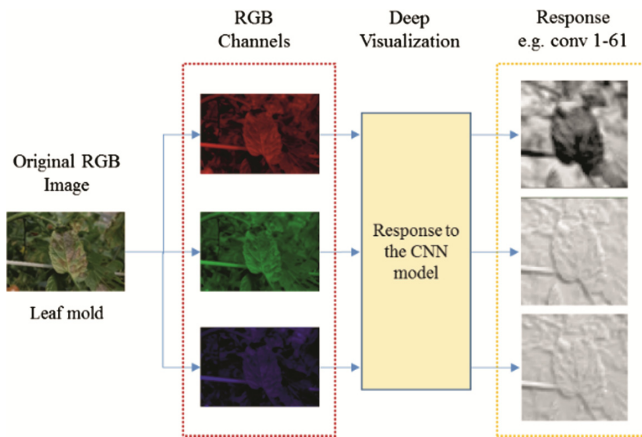 RGB
Channels
Deep
Visualization
Response
e.g. conv 1-61
Original RGB
Image
Leaf mold
Response to
the CNN
model